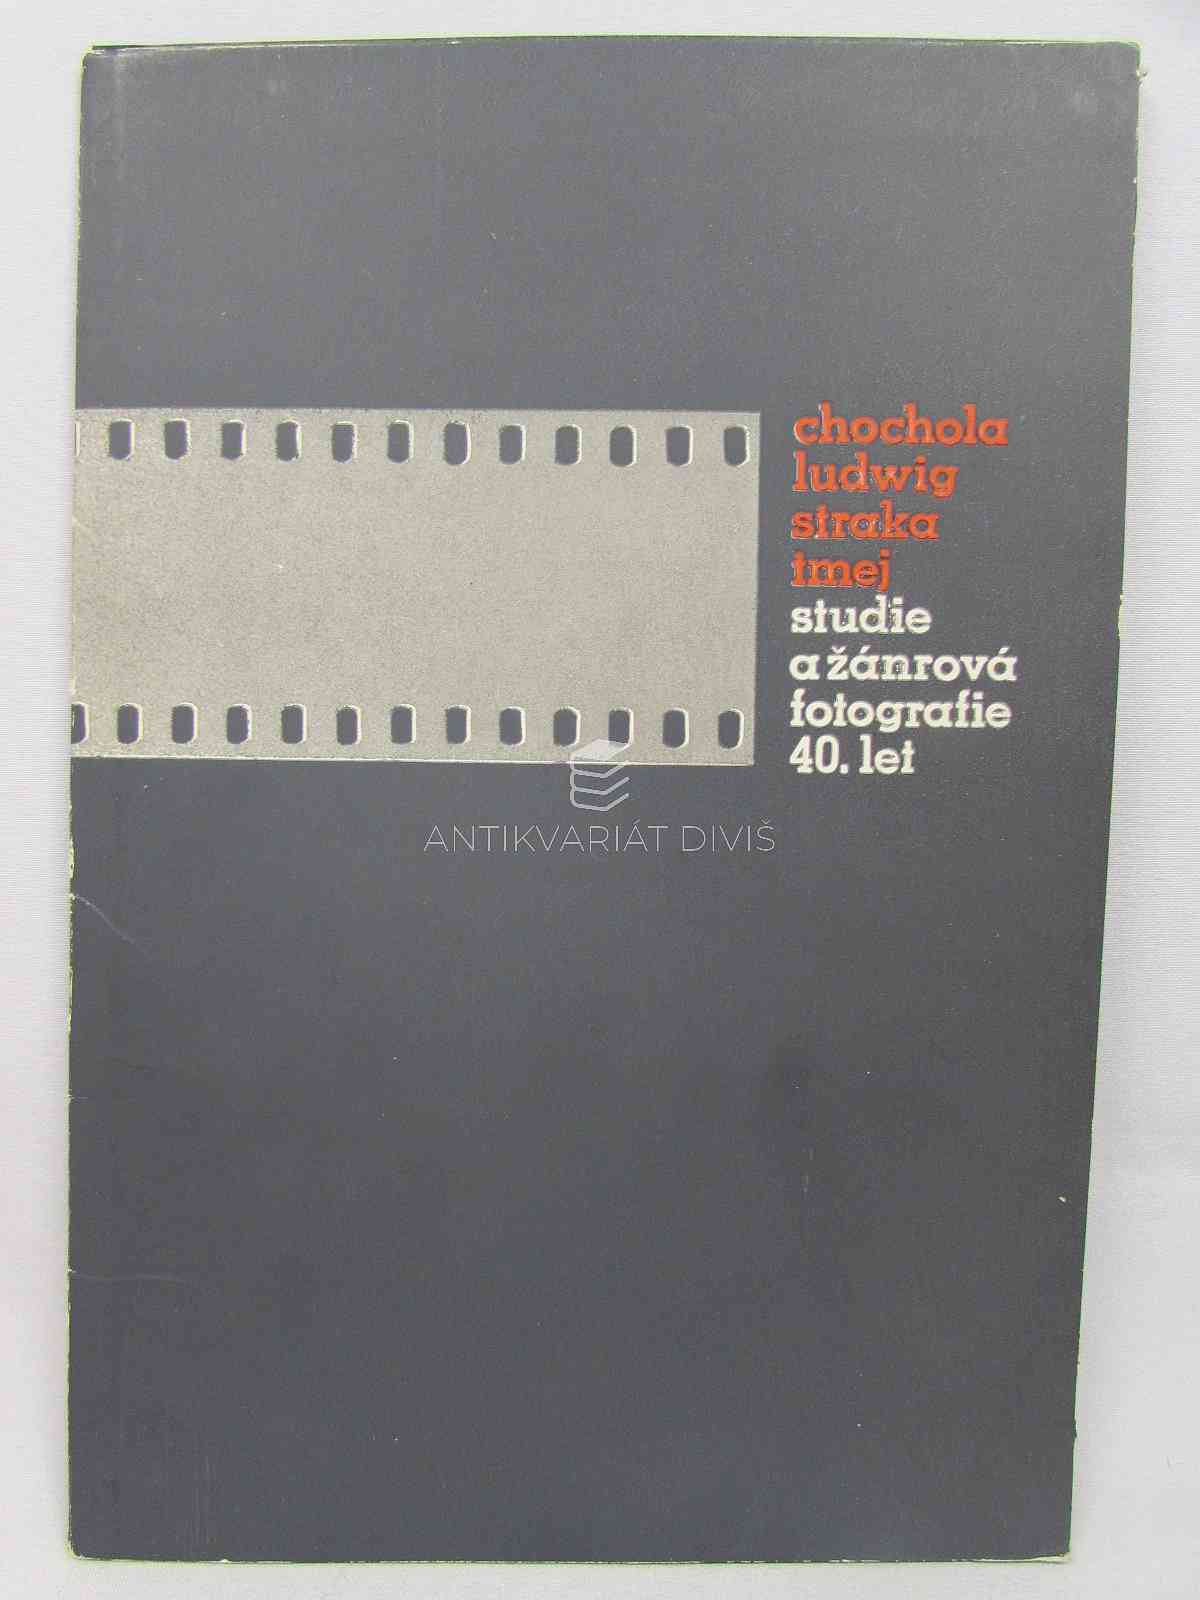 chochola
ludwig
straka
tmej
studie
a žánrová
fotografie
40. let
ANTIKVARIÁT DIVIŠ